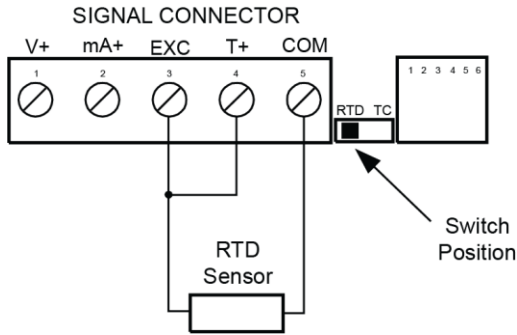 SIGNAL CONNECTOR
V+ mA+ EXC T+ COM
1 2 3 4 5
1 2 3 4 5 6
RTD TC
Switch
Position
RTD
Sensor